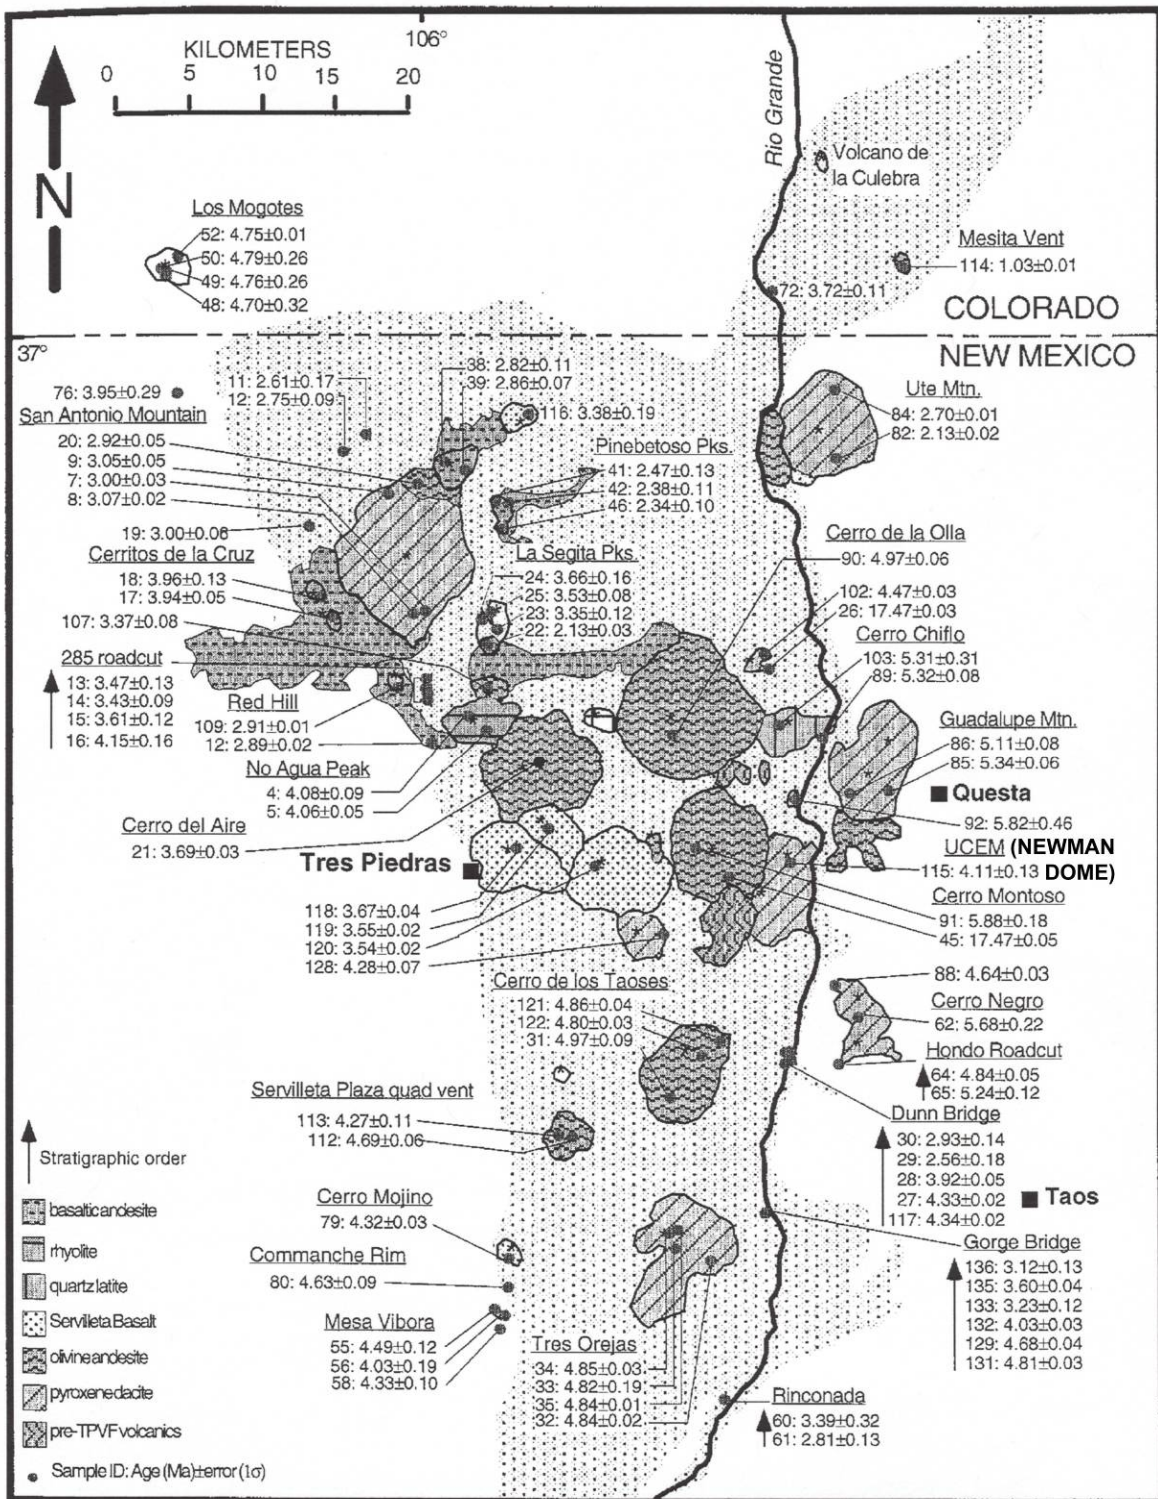 106°
KILOMETERS
0 5 10 15 20
N
Rio Grande
Volcano de
la Culebra
Los Mogotes
52: 4.75±0.01
50: 4.79±0.26
49: 4.76±0.26
48: 4.70±0.32
Mesita Vent
114: 1.03±0.01
72: 3.72±0.11
COLORADO
37°
NEW MEXICO
76: 3.95±0.29
11: 2.61±0.17
12: 2.75±0.09
38: 2.82±0.11
39: 2.86±0.07
116: 3.38±0.19
Ute Mtn.
84: 2.70±0.01
82: 2.13±0.02
San Antonio Mountain
20: 2.92±0.05
9: 3.05±0.05
7: 3.00±0.03
8: 3.07±0.02
Pinebetoso Pks.
41: 2.47±0.13
42: 2.38±0.11
46: 2.34±0.10
19: 3.00±0.06
Cerritos de la Cruz
18: 3.96±0.13
17: 3.94±0.05
107: 3.37±0.08
La Segita Pks.
24: 3.66±0.16
25: 3.53±0.08
23: 3.35±0.12
22: 2.13±0.03
Cerro de la Olla
90: 4.97±0.06
102: 4.47±0.03
26: 17.47±0.03
Cerro Chiflo
103: 5.31±0.31
89: 5.32±0.08
285 roadcut
13: 3.47±0.13
14: 3.43±0.09
15: 3.61±0.12
16: 4.15±0.16
Red Hill
109: 2.91±0.01
12: 2.89±0.02
Guadalupe Mtn.
86: 5.11±0.08
85: 5.34±0.06
Questa
92: 5.82±0.46
No Agua Peak
4: 4.08±0.09
5: 4.06±0.05
Cerro del Aire
21: 3.69±0.03
UCEM (NEWMAN
115: 4.11±0.13 DOME)
Tres Piedras
Cerro Montoso
91: 5.88±0.18
45: 17.47±0.05
118: 3.67±0.04
119: 3.55±0.02
120: 3.54±0.02
128: 4.28±0.07
88: 4.64±0.03
Cerro Negro
62: 5.68±0.22
Cerro de los Taoses
121: 4.86±0.04
122: 4.80±0.03
31: 4.97±0.09
Hondo Roadcut
64: 4.84±0.05
65: 5.24±0.12
Servilleta Plaza quad vent
113: 4.27±0.11
112: 4.69±0.06
Dunn Bridge
30: 2.93±0.14
29: 2.56±0.18
28: 3.92±0.05
27: 4.33±0.02
117: 4.34±0.02
Taos
Cerro Mojino
79: 4.32±0.03
Commanche Rim
80: 4.63±0.09
Mesa Vibora
55: 4.49±0.12
56: 4.03±0.19
58: 4.33±0.10
Gorge Bridge
136: 3.12±0.13
135: 3.60±0.04
133: 3.23±0.12
132: 4.03±0.03
129: 4.68±0.04
131: 4.81±0.03
Tres Orejas
34: 4.85±0.03
33: 4.82±0.19
35: 4.84±0.01
32: 4.84±0.02
Rinconada
60: 3.39±0.32
61: 2.81±0.13
Stratigraphic order
basaltic andesite
rhyolite
quartz latite
Servilleta Basalt
olivine andesite
pyroxene dacite
pre-TPVF volcanics
Sample ID: Age (Ma)±error (1σ)